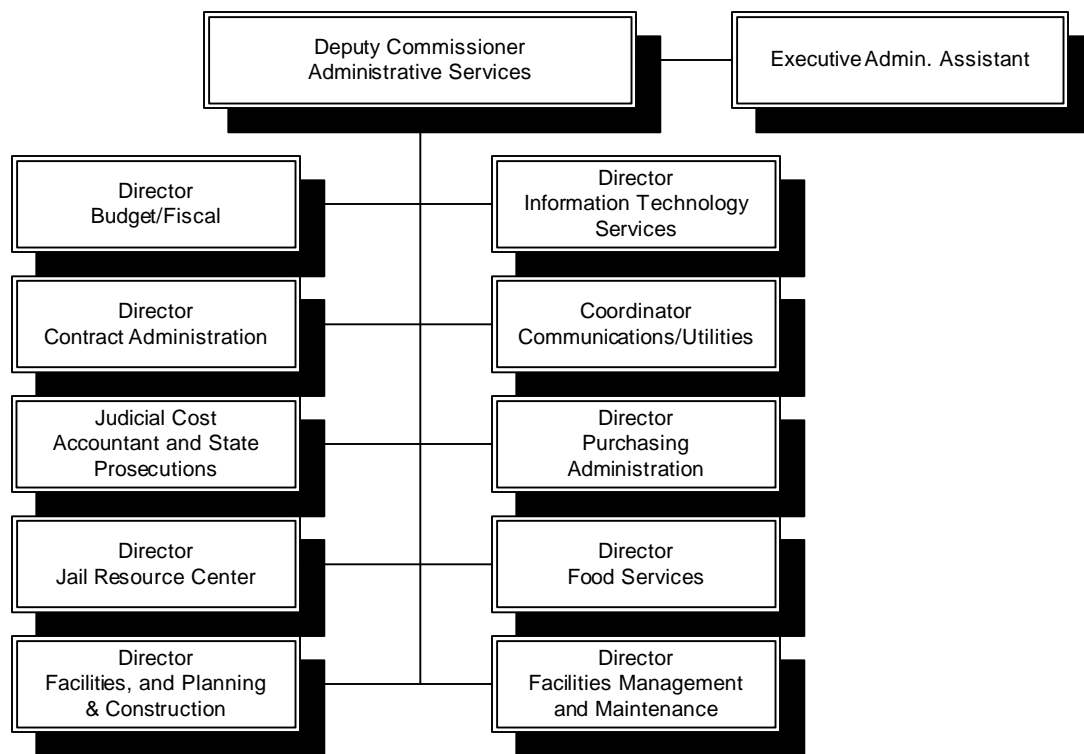 Deputy Commissioner
Administrative Services
Executive Admin. Assistant
Director
Budget/Fiscal
Director
Information Technology
Services
Director
Contract Administration
Coordinator
Communications/Utilities
Judicial Cost
Accountant and State
Prosecutions
Director
Purchasing
Administration
Director
Jail Resource Center
Director
Food Services
Director
Facilities, and Planning
& Construction
Director
Facilities Management
and Maintenance